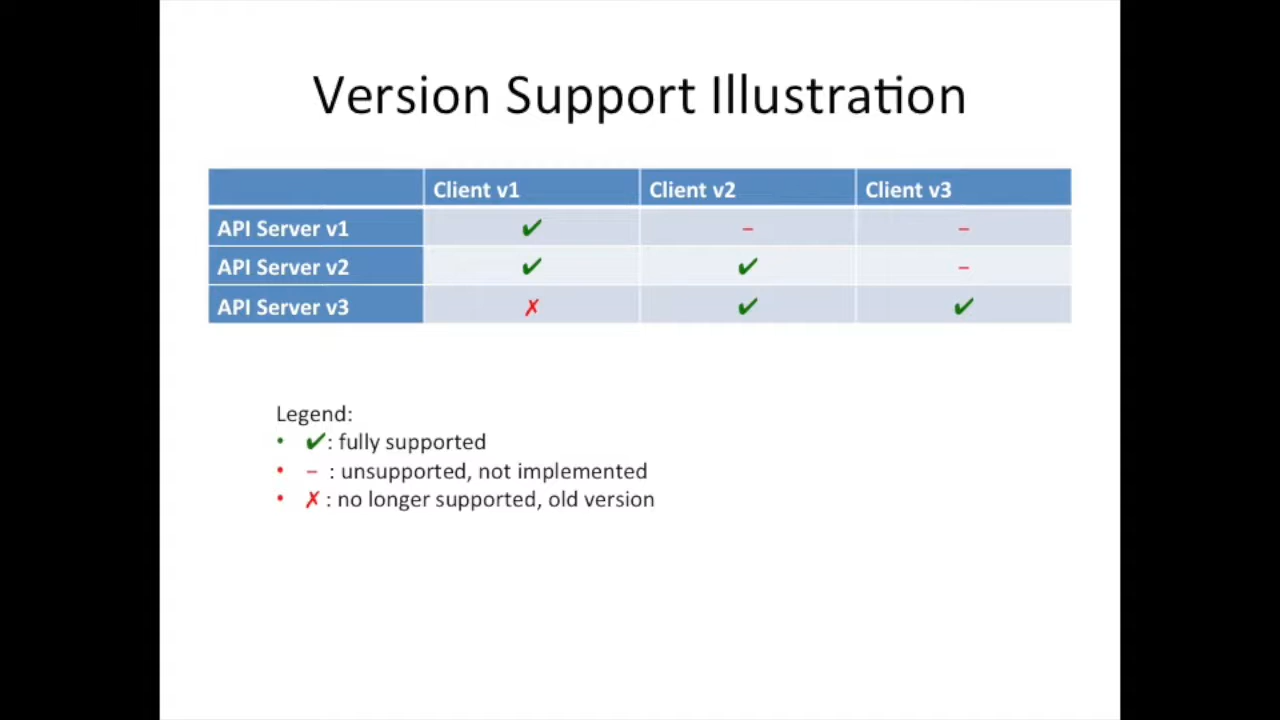 Version Support Illustration
Client v1 Client v2 Client v3
API Server v1 ✔ – –
API Server v2 ✔ ✔ –
API Server v3 ✗ ✔ ✔
Legend:
• ✔: fully supported
• – : unsupported, not implemented
• ✗ : no longer supported, old version